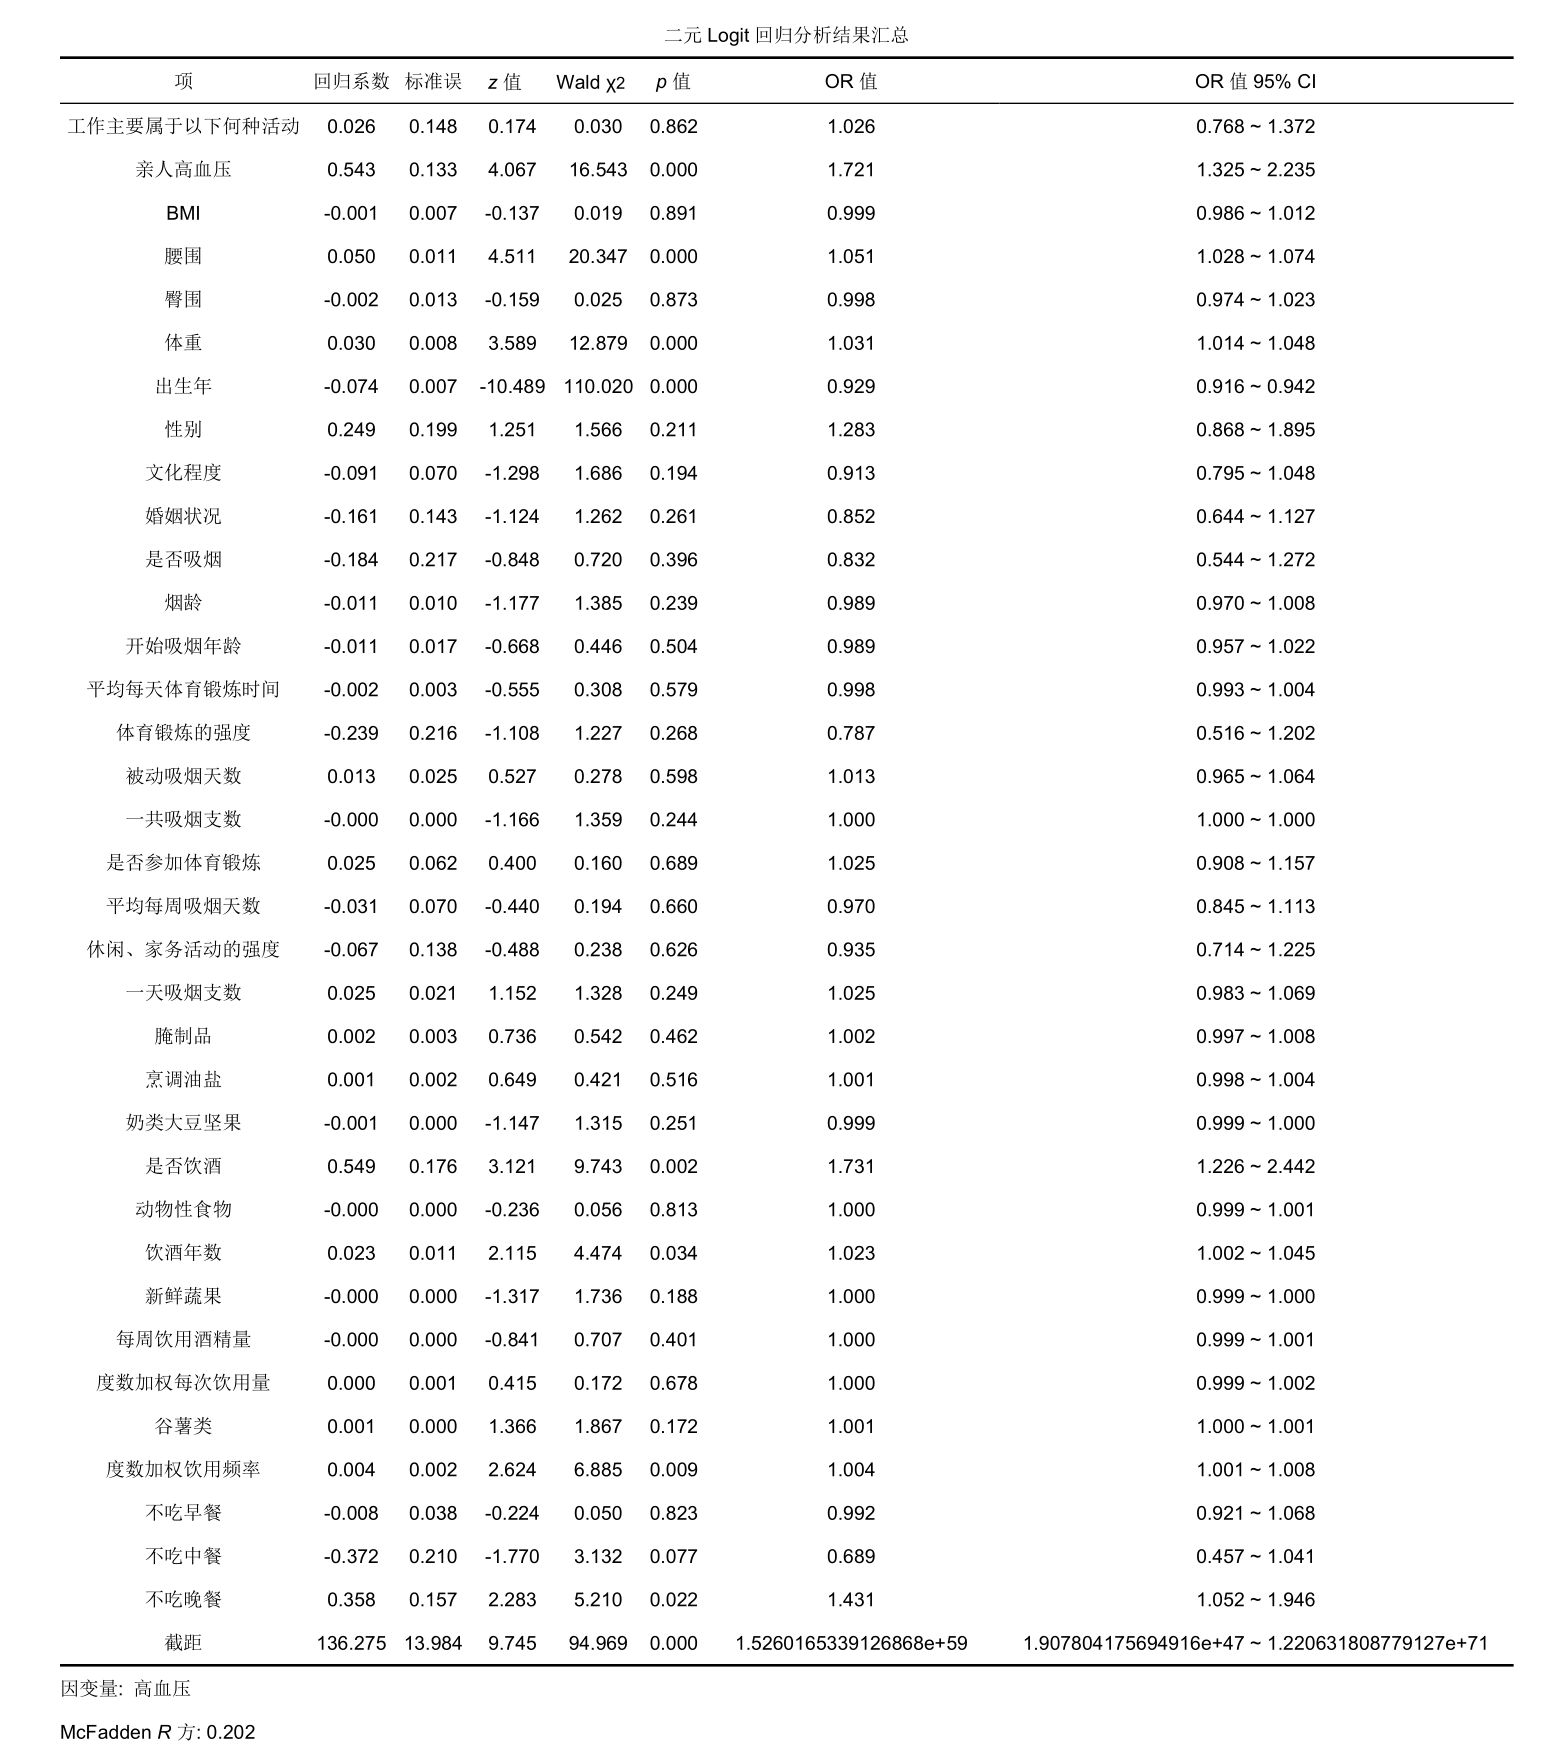 二元 Logit 回归分析结果汇总
项 回归系数 标准误 z 值 Wald χ2 p 值 OR 值 OR 值 95% CI
工作主要属于以下何种活动 0.026 0.148 0.174 0.030 0.862 1.026 0.768 ~ 1.372
亲人高血压 0.543 0.133 4.067 16.543 0.000 1.721 1.325 ~ 2.235
BMI -0.001 0.007 -0.137 0.019 0.891 0.999 0.986 ~ 1.012
腰围 0.050 0.011 4.511 20.347 0.000 1.051 1.028 ~ 1.074
臀围 -0.002 0.013 -0.159 0.025 0.873 0.998 0.974 ~ 1.023
体重 0.030 0.008 3.589 12.879 0.000 1.031 1.014 ~ 1.048
出生年 -0.074 0.007 -10.489 110.020 0.000 0.929 0.916 ~ 0.942
性别 0.249 0.199 1.251 1.566 0.211 1.283 0.868 ~ 1.895
文化程度 -0.091 0.070 -1.298 1.686 0.194 0.913 0.795 ~ 1.048
婚姻状况 -0.161 0.143 -1.124 1.262 0.261 0.852 0.644 ~ 1.127
是否吸烟 -0.184 0.217 -0.848 0.720 0.396 0.832 0.544 ~ 1.272
烟龄 -0.011 0.010 -1.177 1.385 0.239 0.989 0.970 ~ 1.008
开始吸烟年龄 -0.011 0.017 -0.668 0.446 0.504 0.989 0.957 ~ 1.022
平均每天体育锻炼时间 -0.002 0.003 -0.555 0.308 0.579 0.998 0.993 ~ 1.004
体育锻炼的强度 -0.239 0.216 -1.108 1.227 0.268 0.787 0.516 ~ 1.202
被动吸烟天数 0.013 0.025 0.527 0.278 0.598 1.013 0.965 ~ 1.064
一共吸烟支数 -0.000 0.000 -1.166 1.359 0.244 1.000 1.000 ~ 1.000
是否参加体育锻炼 0.025 0.062 0.400 0.160 0.689 1.025 0.908 ~ 1.157
平均每周吸烟天数 -0.031 0.070 -0.440 0.194 0.660 0.970 0.845 ~ 1.113
休闲、家务活动的强度 -0.067 0.138 -0.488 0.238 0.626 0.935 0.714 ~ 1.225
一天吸烟支数 0.025 0.021 1.152 1.328 0.249 1.025 0.983 ~ 1.069
腌制品 0.002 0.003 0.736 0.542 0.462 1.002 0.997 ~ 1.008
烹调油盐 0.001 0.002 0.649 0.421 0.516 1.001 0.998 ~ 1.004
奶类大豆坚果 -0.001 0.000 -1.147 1.315 0.251 0.999 0.999 ~ 1.000
是否饮酒 0.549 0.176 3.121 9.743 0.002 1.731 1.226 ~ 2.442
动物性食物 -0.000 0.000 -0.236 0.056 0.813 1.000 0.999 ~ 1.001
饮酒年数 0.023 0.011 2.115 4.474 0.034 1.023 1.002 ~ 1.045
新鲜蔬果 -0.000 0.000 -1.317 1.736 0.188 1.000 0.999 ~ 1.000
每周饮用酒精量 -0.000 0.000 -0.841 0.707 0.401 1.000 0.999 ~ 1.001
度数加权每次饮用量 0.000 0.001 0.415 0.172 0.678 1.000 0.999 ~ 1.002
谷薯类 0.001 0.000 1.366 1.867 0.172 1.001 1.000 ~ 1.001
度数加权饮用频率 0.004 0.002 2.624 6.885 0.009 1.004 1.001 ~ 1.008
不吃早餐 -0.008 0.038 -0.224 0.050 0.823 0.992 0.921 ~ 1.068
不吃中餐 -0.372 0.210 -1.770 3.132 0.077 0.689 0.457 ~ 1.041
不吃晚餐 0.358 0.157 2.283 5.210 0.022 1.431 1.052 ~ 1.946
截距 136.275 13.984 9.745 94.969 0.000 1.5260165339126868e+59 1.907804175694916e+47 ~ 1.220631808779127e+71
因变量: 高血压
McFadden R 方: 0.202